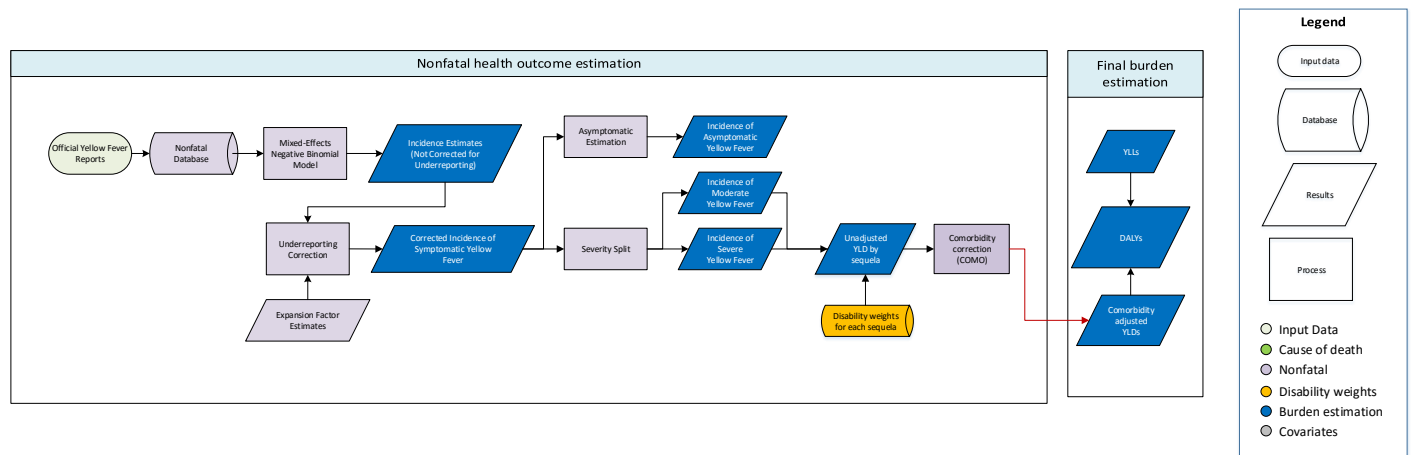 Nonfatal health outcome estimation
Official Yellow Fever
Reports
Nonfatal
Database
Mixed-Effects
Negative Binomial
Model
Incidence Estimates
(Not Corrected for
Underreporting)
Asymptomatic
Estimation
Incidence of
Asymptomatic
Yellow Fever
Incidence of
Moderate
Yellow Fever
Underreporting
Correction
Corrected Incidence of
Symptomatic Yellow
Fever
Severity Split
Incidence of
Severe
Yellow Fever
Unadjusted
YLD by
sequela
Comorbidity
correction
(COMO)
Expansion Factor
Estimates
Disability weights
for each sequela
Final burden
estimation
YLLs
DALYs
Comorbidity
adjusted
YLDs
Legend
Input data
Database
Results
Process
Input Data
Cause of death
Nonfatal
Disability weights
Burden estimation
Covariates